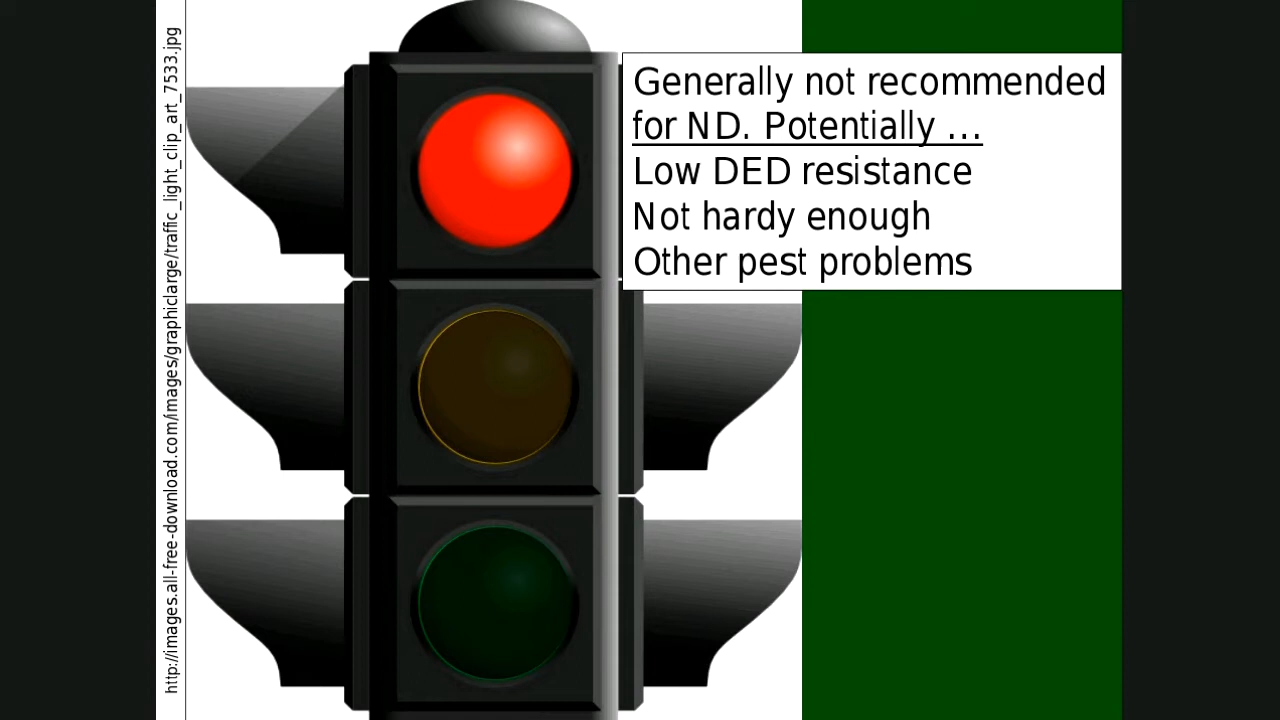 http://images.all-free-download.com/images/graphiclarge/traffic_light_clip_art_7533.jpg
Generally not recommended
for ND. Potentially ...
Low DED resistance
Not hardy enough
Other pest problems